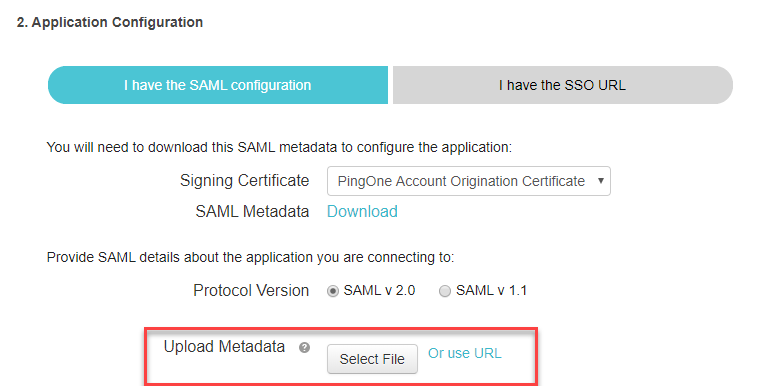 2. Application Configuration
I have the SAML configuration
I have the SSO URL
You will need to download this SAML metadata to configure the application:
Signing Certificate PingOne Account Origination Certificate
SAML Metadata Download
Provide SAML details about the application you are connecting to:
Protocol Version SAML v 2.0 SAML v 1.1
Upload Metadata ? Select File Or use URL